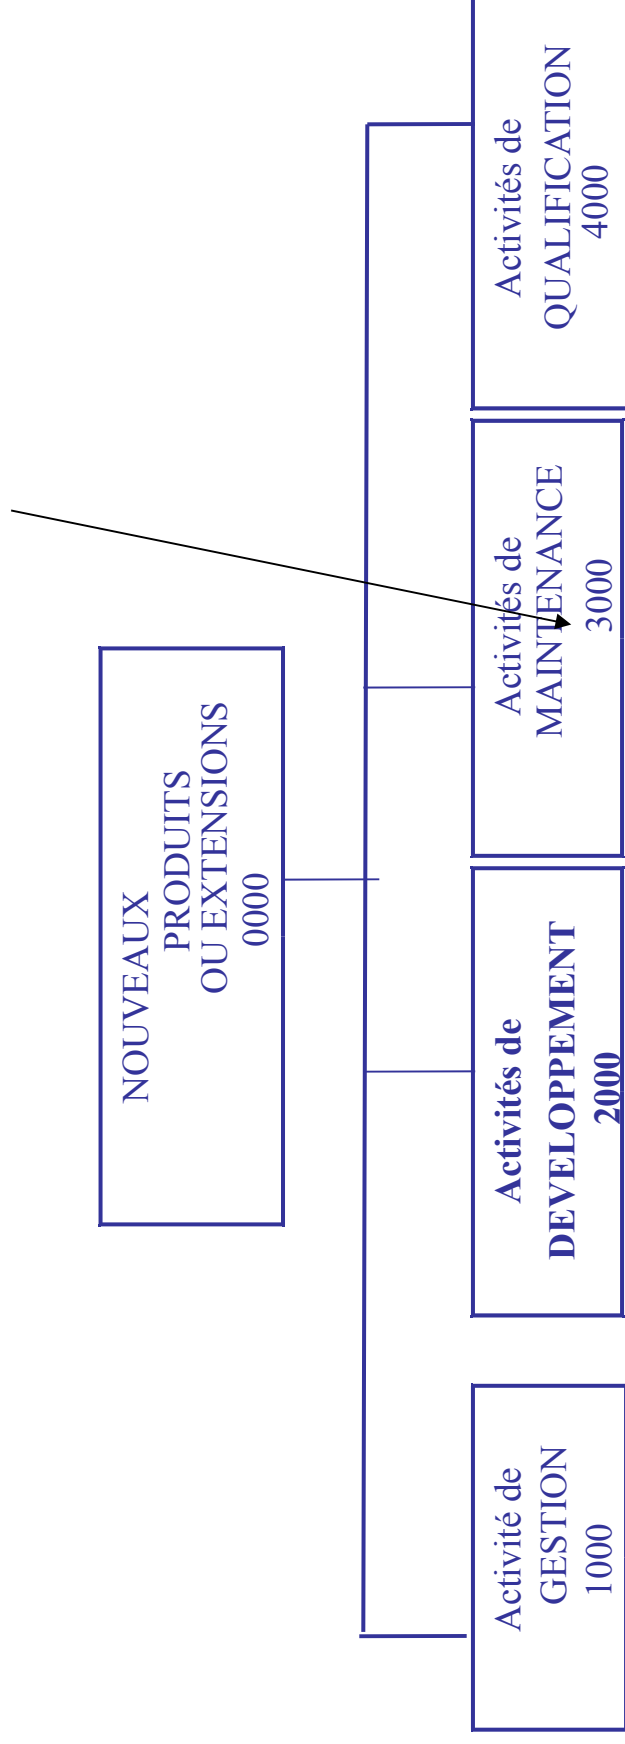 NOUVEAUX
PRODUITS
OU EXTENSIONS
0000
Activité de
GESTION
1000
Activités de
DEVELOPPEMENT
2000
Activités de
MAINTENANCE
3000
Activités de
QUALIFICATION
4000